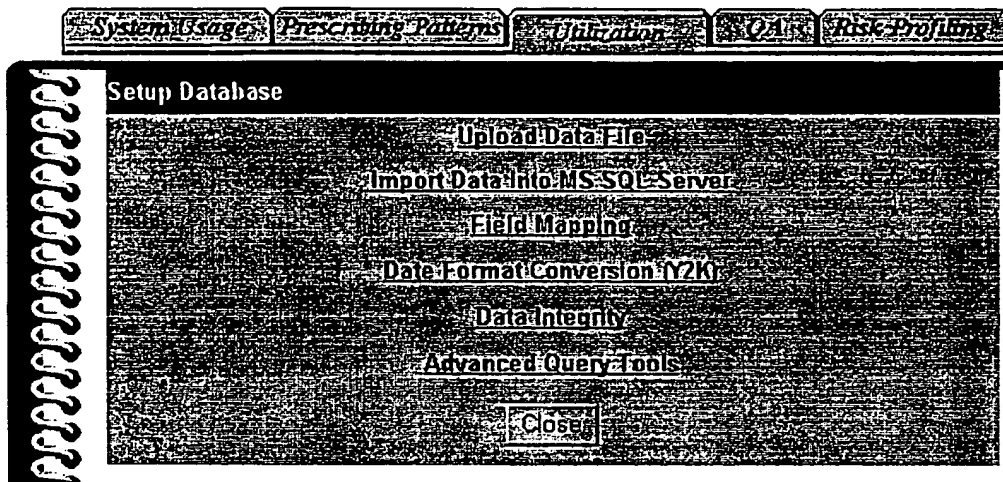 System Usage Prescribing Patterns Utilization QA Risk Profiling
Setup Database
Upload Data File
Import Data Into MS SQL Server
Field Mapping
Date Format Conversion (Y2K)
Data Integrity
Advanced Query Tools
Close